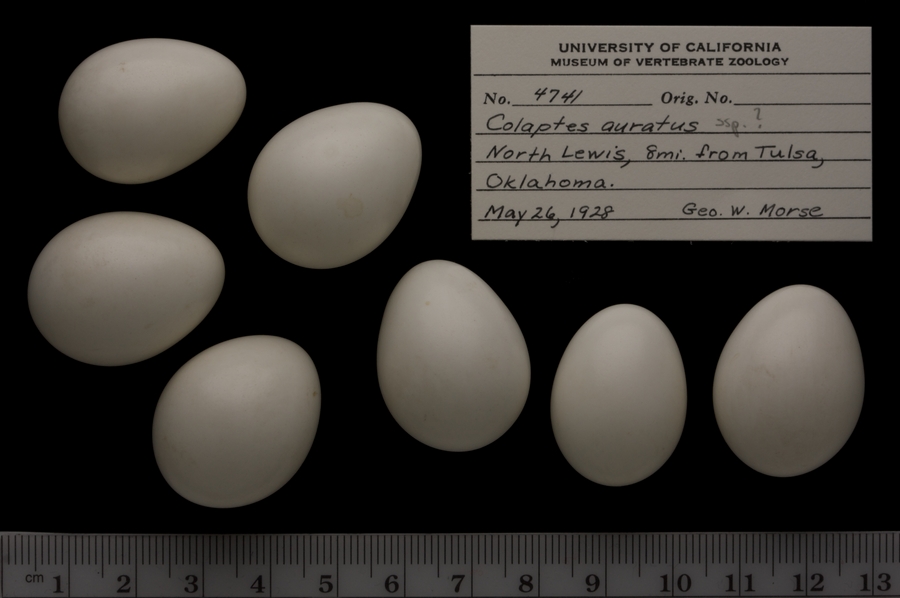 UNIVERSITY OF CALIFORNIA
MUSEUM OF VERTEBRATE ZOOLOGY
No. 4741 Orig. No.
Colaptes auratus ssp. ?
North Lewis, 8mi. from Tulsa,
Oklahoma.
May 26, 1928 Geo. W. Morse
cm 1 2 3 4 5 6 7 8 9 10 11 12 13